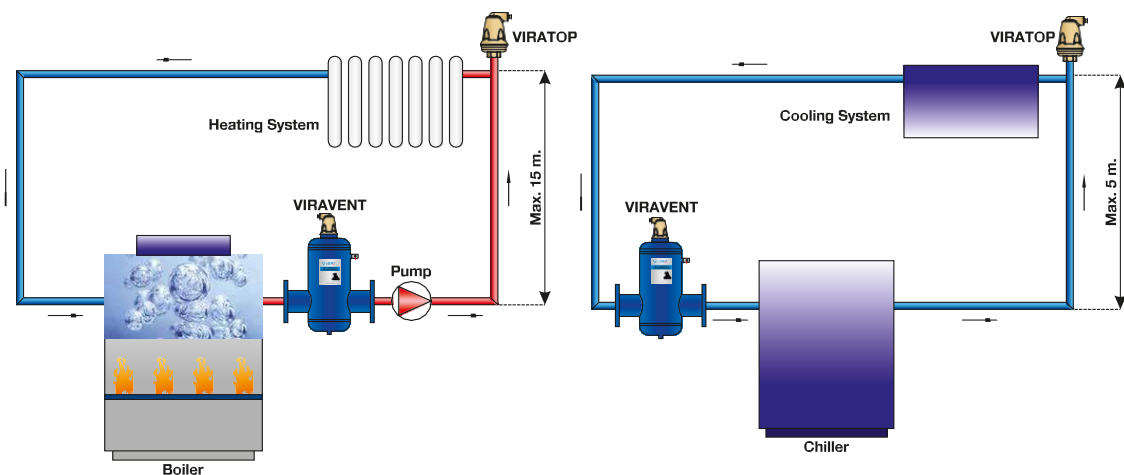 VIRATOP
Heating System
Max. 15 m.
VIRAVENT
Pump
Boiler
VIRATOP
Cooling System
Max. 5 m.
VIRAVENT
Chiller